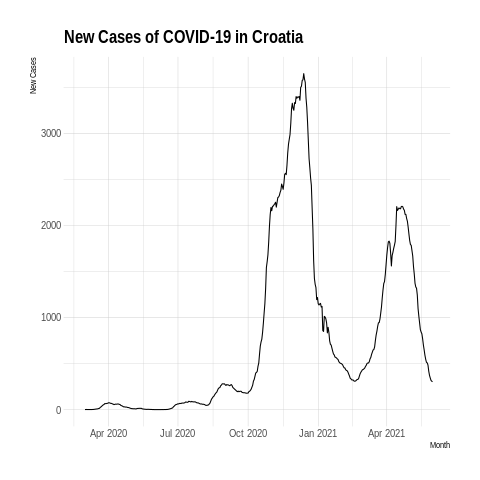 New Cases of COVID-19 in Croatia
New Cases
3000
2000
1000
0
Apr 2020 Jul 2020 Oct 2020 Jan 2021 Apr 2021
Month